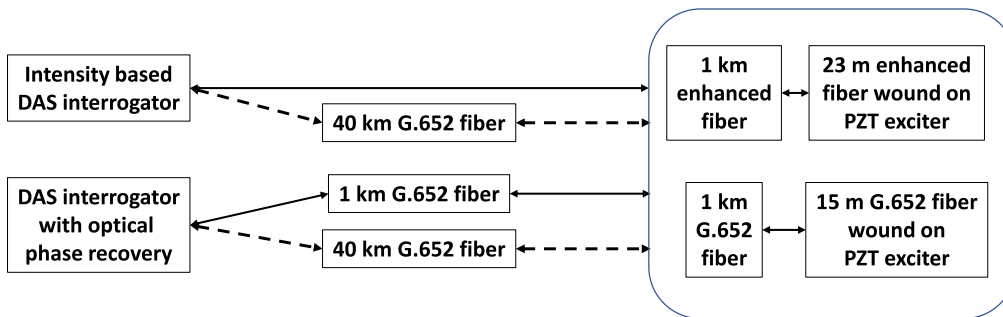 Intensity based
DAS interrogator
40 km G.652 fiber
1 km
enhanced
fiber
23 m enhanced
fiber wound on
PZT exciter
DAS interrogator
with optical
phase recovery
1 km G.652 fiber
40 km G.652 fiber
1 km
G.652
fiber
15 m G.652 fiber
wound on
PZT exciter